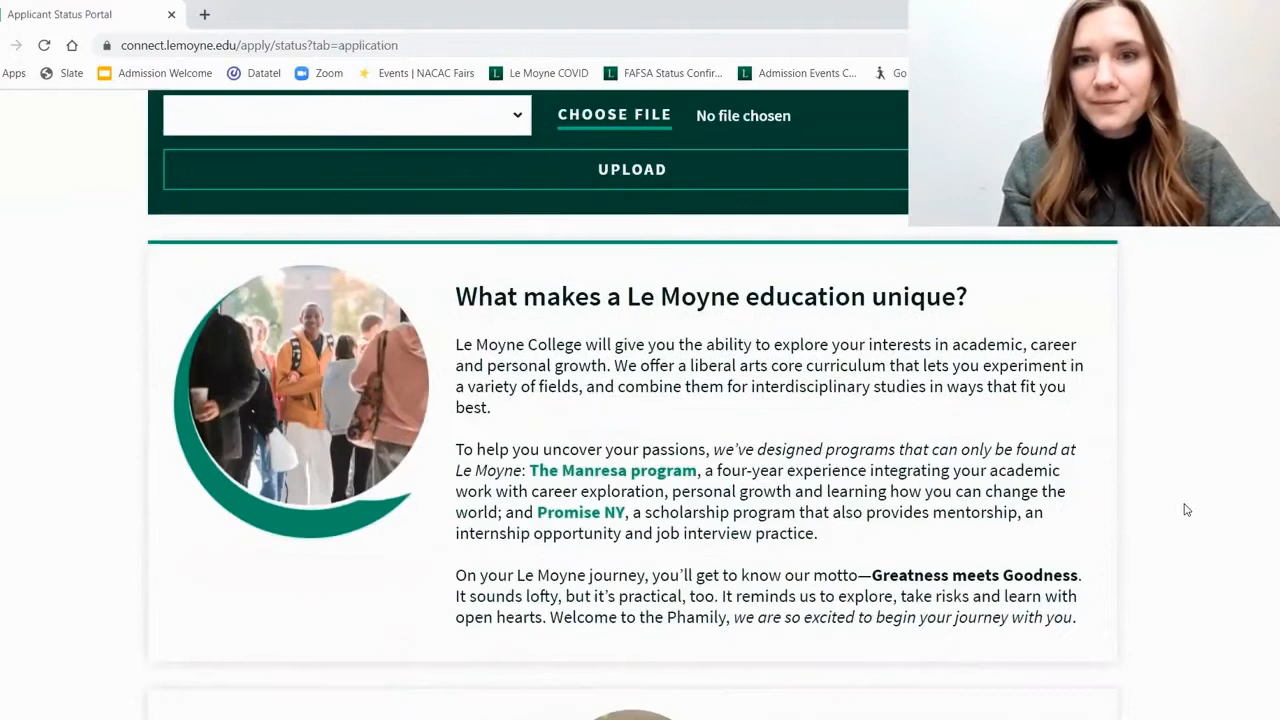 Applicant Status Portal
connect.lemoyne.edu/apply/status?tab=application
Apps Slate Admission Welcome Datatel Zoom Events | NACAC Fairs L Le Moyne COVID L FAFSA Status Confir... L Admission Events C... Go
CHOOSE FILE No file chosen
UPLOAD
What makes a Le Moyne education unique?
Le Moyne College will give you the ability to explore your interests in academic, career
and personal growth. We offer a liberal arts core curriculum that lets you experiment in
a variety of fields, and combine them for interdisciplinary studies in ways that fit you
best.
To help you uncover your passions, we've designed programs that can only be found at
Le Moyne: The Manresa program, a four-year experience integrating your academic
work with career exploration, personal growth and learning how you can change the
world; and Promise NY, a scholarship program that also provides mentorship, an
internship opportunity and job interview practice.
On your Le Moyne journey, you'll get to know our motto—Greatness meets Goodness.
It sounds lofty, but it's practical, too. It reminds us to explore, take risks and learn with
open hearts. Welcome to the Phamily, we are so excited to begin your journey with you.